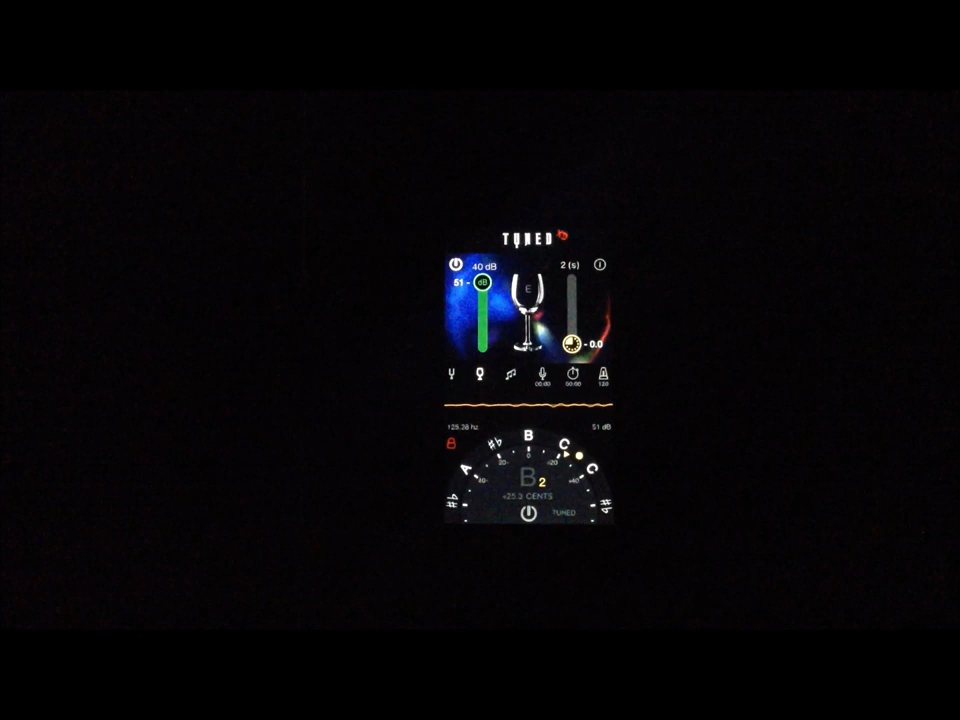 TUNED
40 dB
2 (s)
51 -
dB
E
- 0.0
00:00
00:00
120
125.28 hz
51 dB
#♭
B
C
A
C
#♭
#♭
20-
0
+20
40-
+40
B2
+25.3 CENTS
TUNED